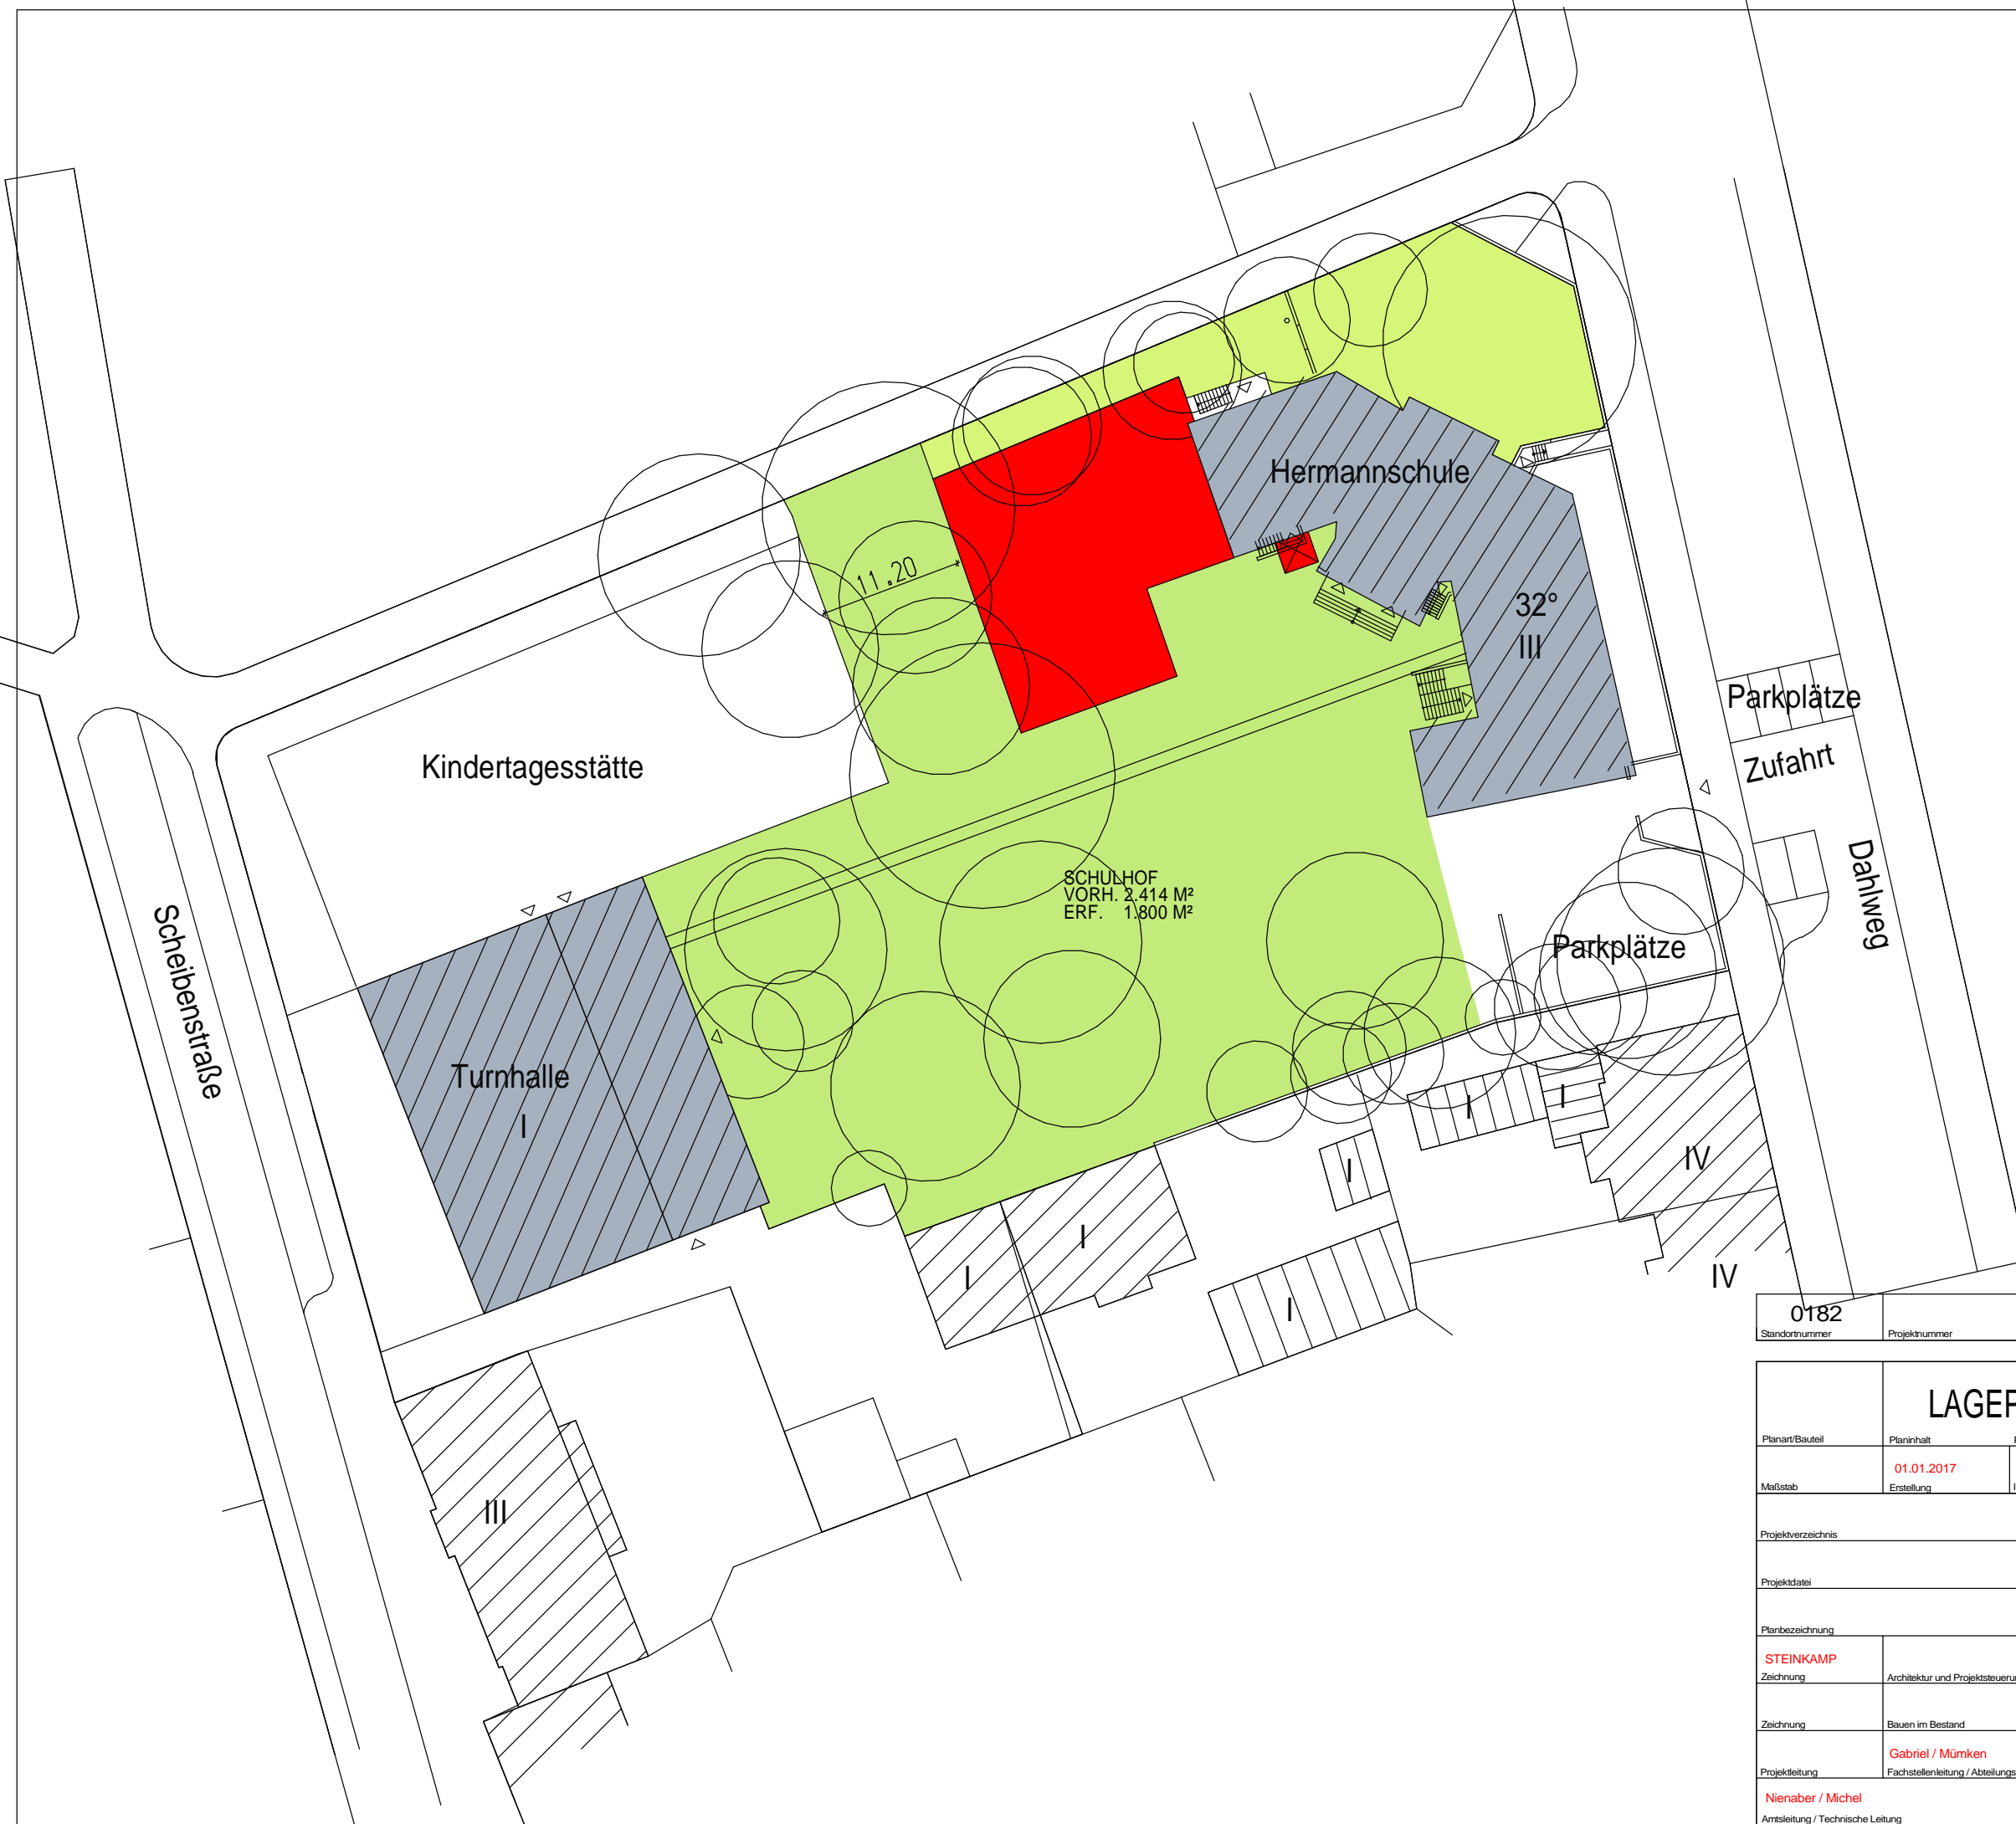 11.20
Hermannschule
32°
III
Parkplätze
Zufahrt
Kindertagesstätte
SCHULHOF
VORH. 2.414 M²
ERF. 1.800 M²
Dahlweg
Scheibenstraße
Parkplätze
Turnhalle
I
I
I
I
IV
I
I
I
IV
I
III
0182
Standortnummer
Projektnummer
Planart/Bauteil
Planinhalt
Maßstab
01.01.2017
Erstellung
Projektverzeichnis
Projektdatei
Planbezeichnung
STEINKAMP
Zeichnung
Zeichnung
Bauen im Bestand
Gabriel / Mümken
Projektleitung
Fachstellenleitung /
Nienaber / Michel
Amtsleitung / Technische Leitung